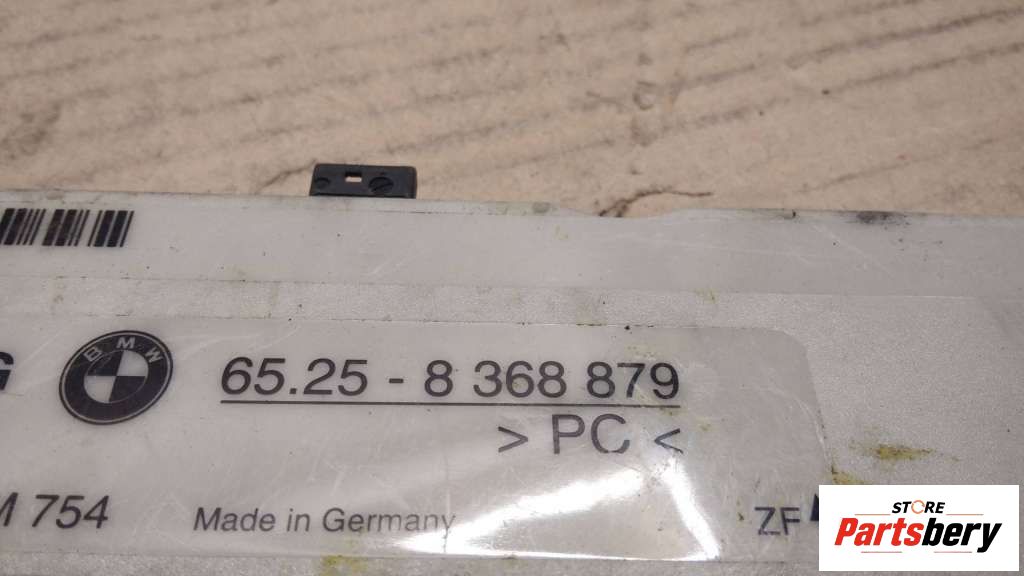 BMW
65.25 - 8 368 879
> PC <
754
Made in Germany
ZF
STORE
Partsbery